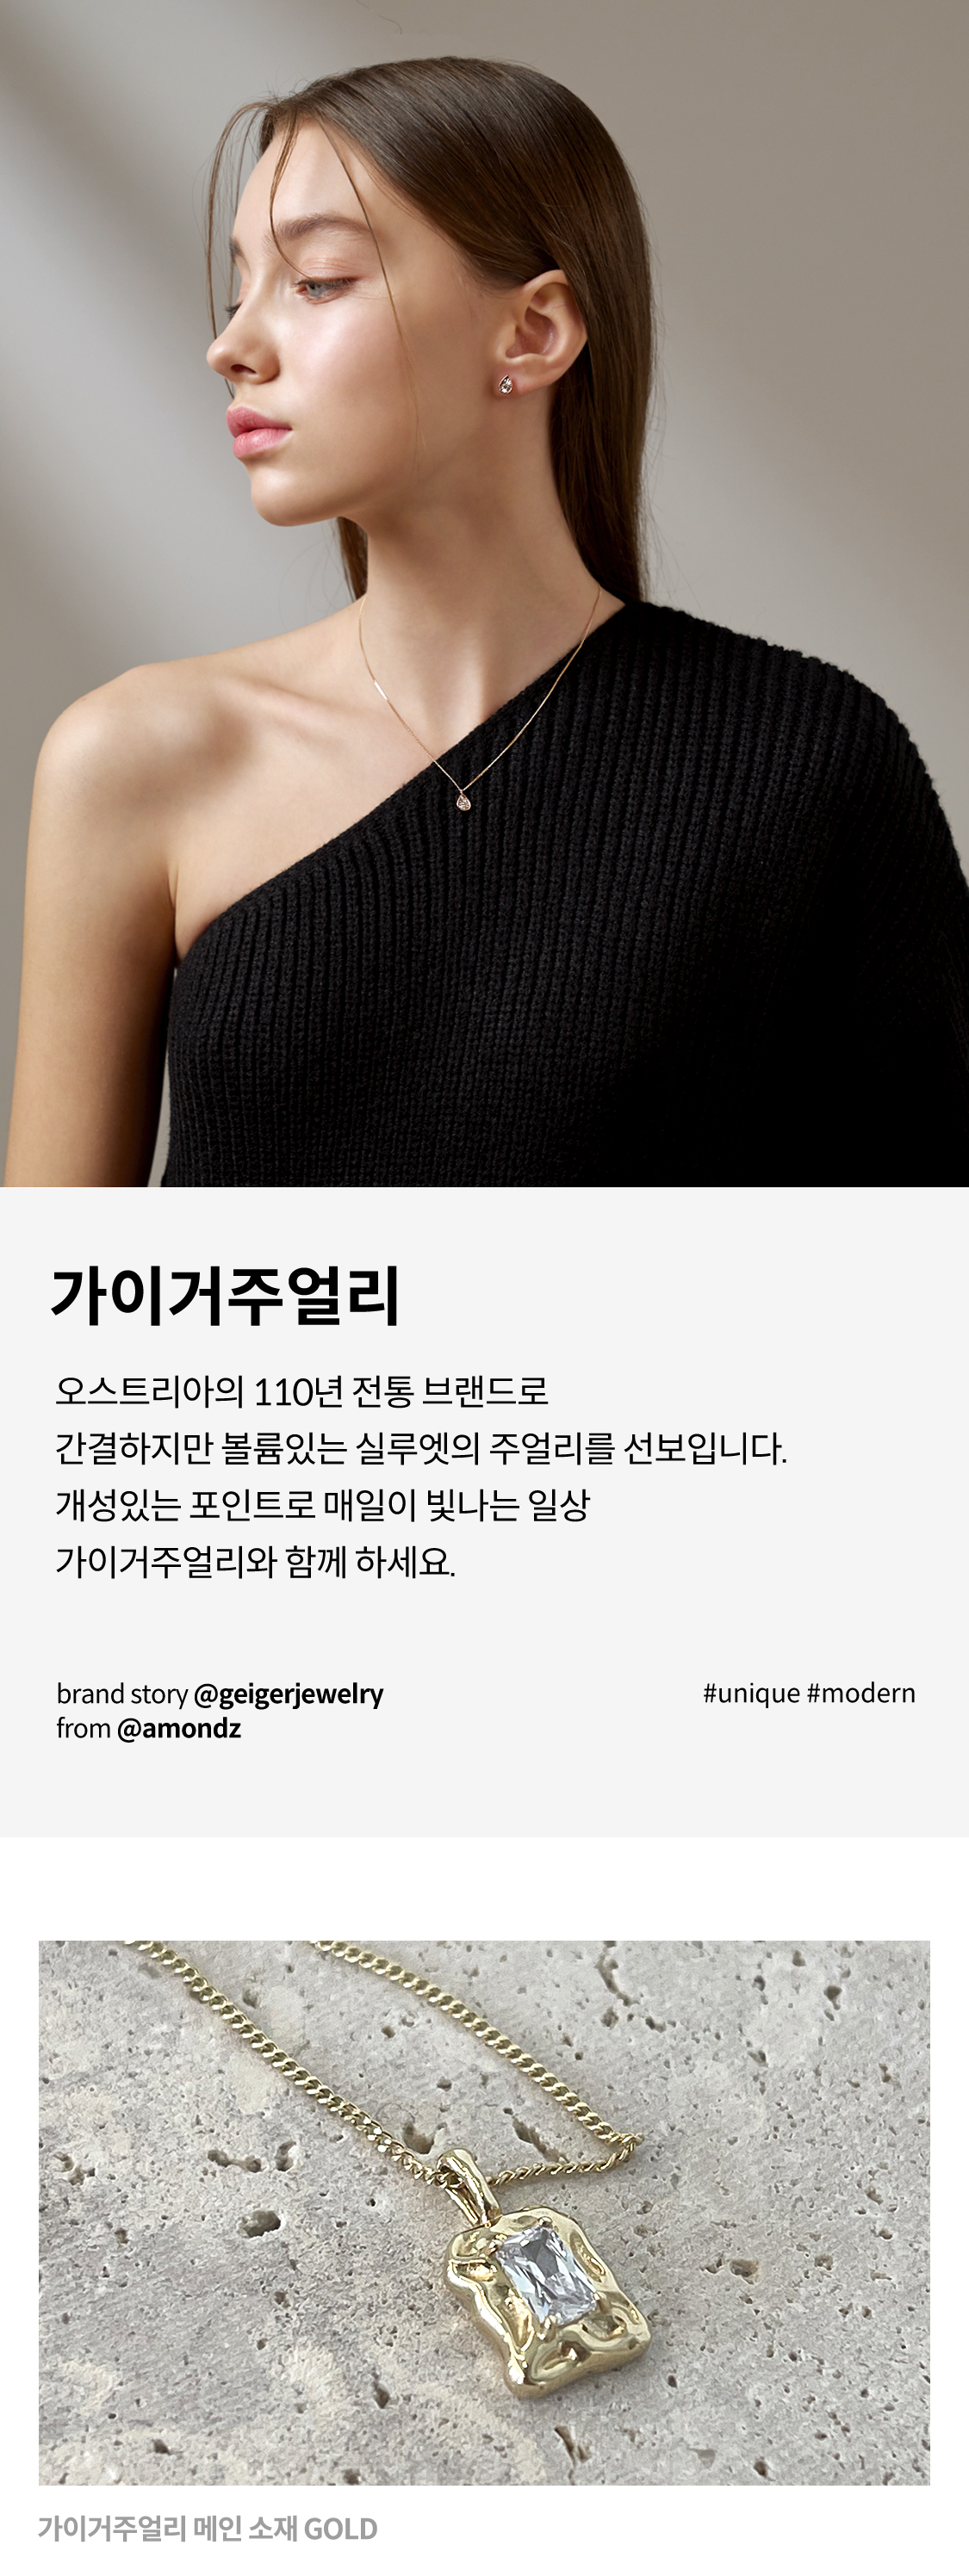 가이거주얼리
오스트리아의 110년 전통 브랜드로
간결하지만 볼륨있는 실루엣의 주얼리를 선보입니다.
개성있는 포인트로 매일이 빛나는 일상
가이거주얼리와 함께 하세요.
brand story @geigerjewelry
from @amondz
#unique #modern
가이거주얼리 메인 소재 GOLD